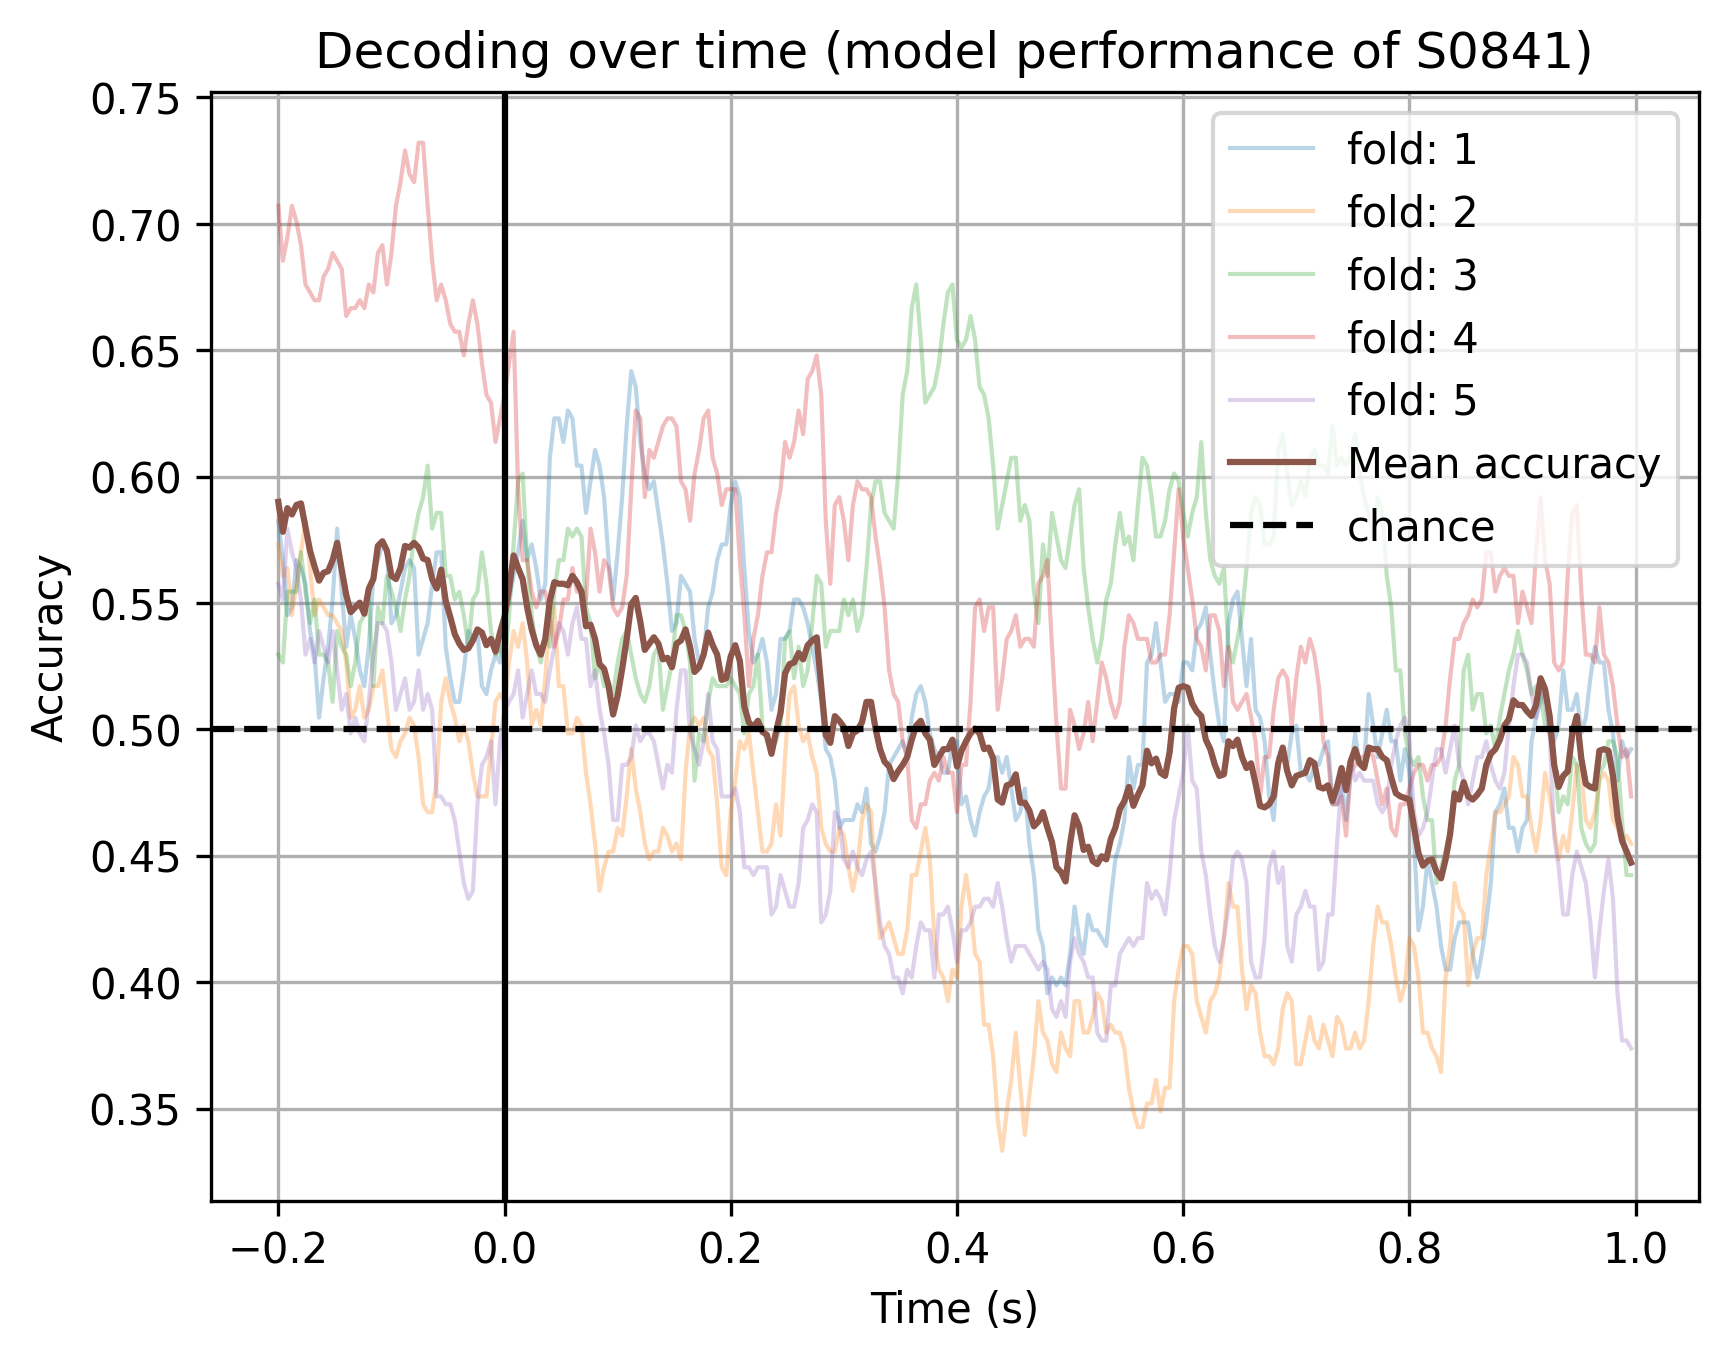 Decoding over time (model performance of S0841)
0.75
0.70
0.65
0.60
0.55
0.50
0.45
0.40
0.35
Accuracy
fold: 1
fold: 2
fold: 3
fold: 4
fold: 5
Mean accuracy
chance
−0.2 0.0 0.2 0.4 0.6 0.8 1.0
Time (s)